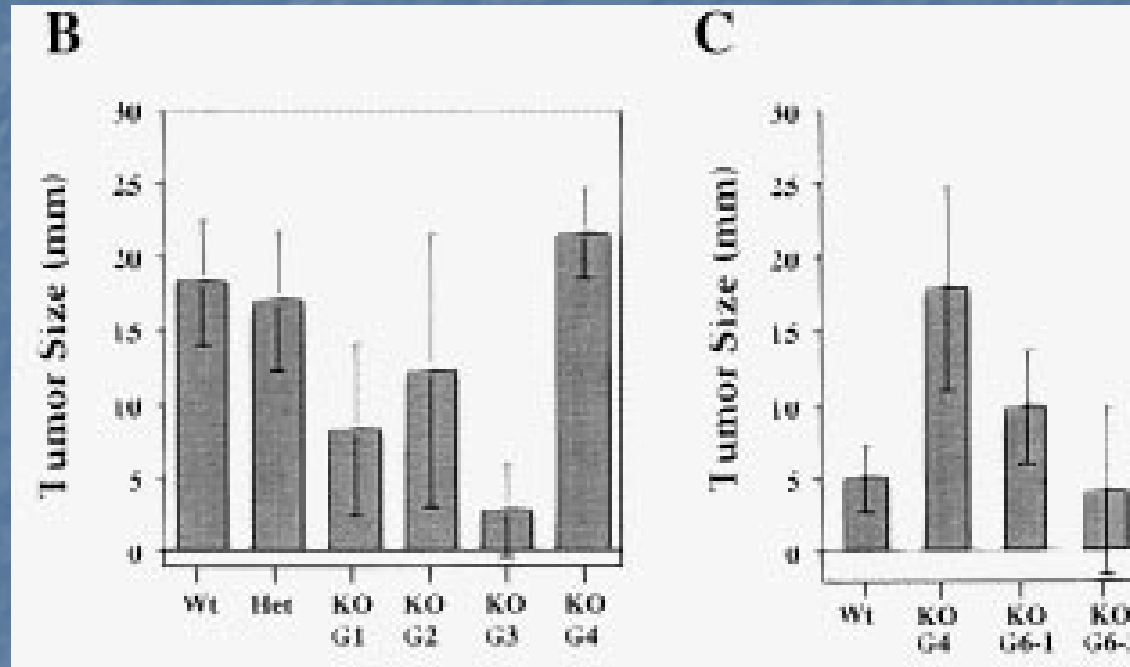 B
Tumor Size (mm)
30
25
20
15
10
5
0
Wt
Het
KO
G1
KO
G2
KO
G3
KO
G4
C
Tumor Size (mm)
30
25
20
15
10
5
0
Wt
KO
G4
KO
G6-1
KO